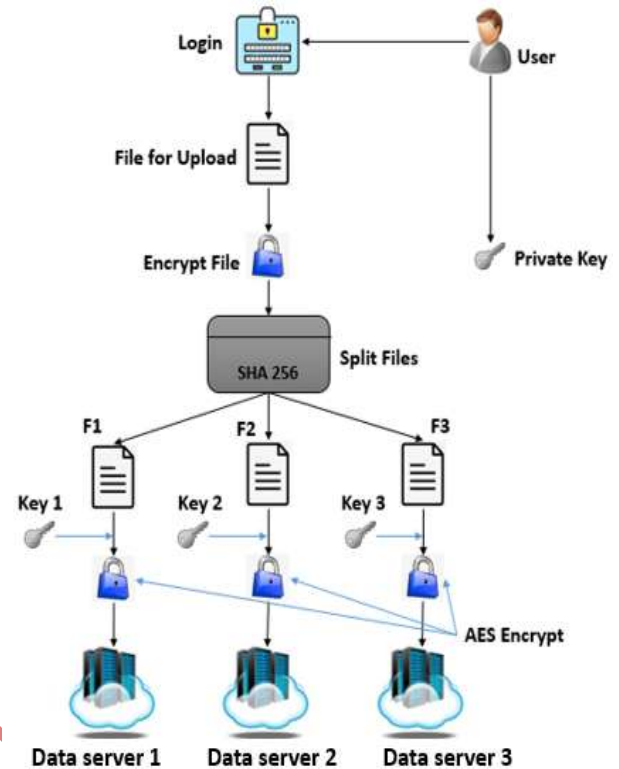 Login
User
File for Upload
Encrypt File
Private Key
Split Files
SHA 256
F1
F2
F3
Key 1
Key 2
Key 3
AES Encrypt
Data server 1
Data server 2
Data server 3